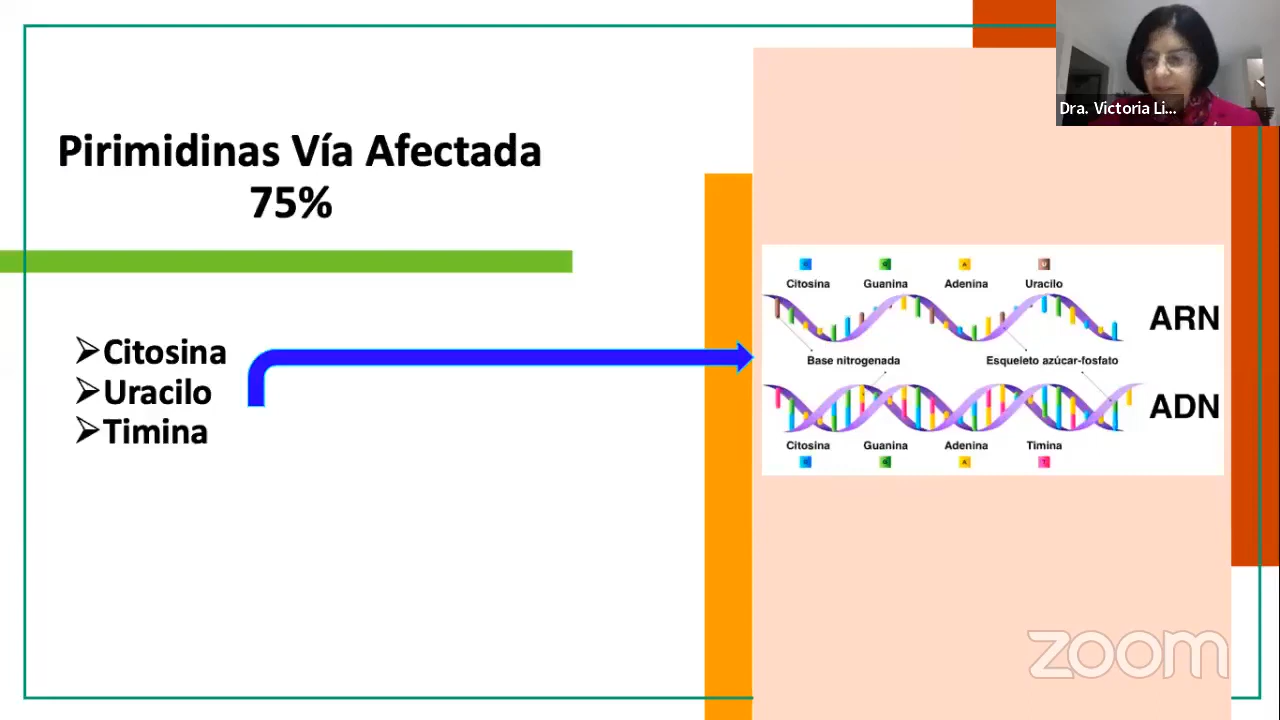 Dra. Victoria Li...
Pirimidinas Vía Afectada
75%
➢Citosina
➢Uracilo
➢Timina
Citosina Guanina Adenina Uracilo
ARN
Base nitrogenada Esqueleto azúcar-fosfato
ADN
Citosina Guanina Adenina Timina
zoom